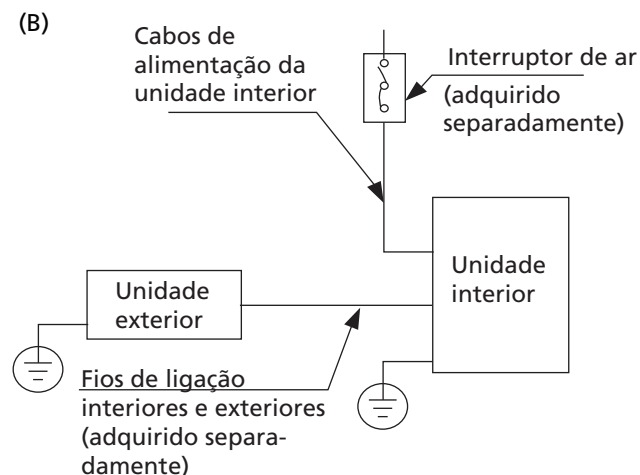 (B)
Cabos de
alimentação da
unidade interior
Interruptor de ar
(adquirido
separadamente)
Unidade
interior
Unidade
exterior
Fios de ligação
interiores e exteriores
(adquirido separa-
damente)